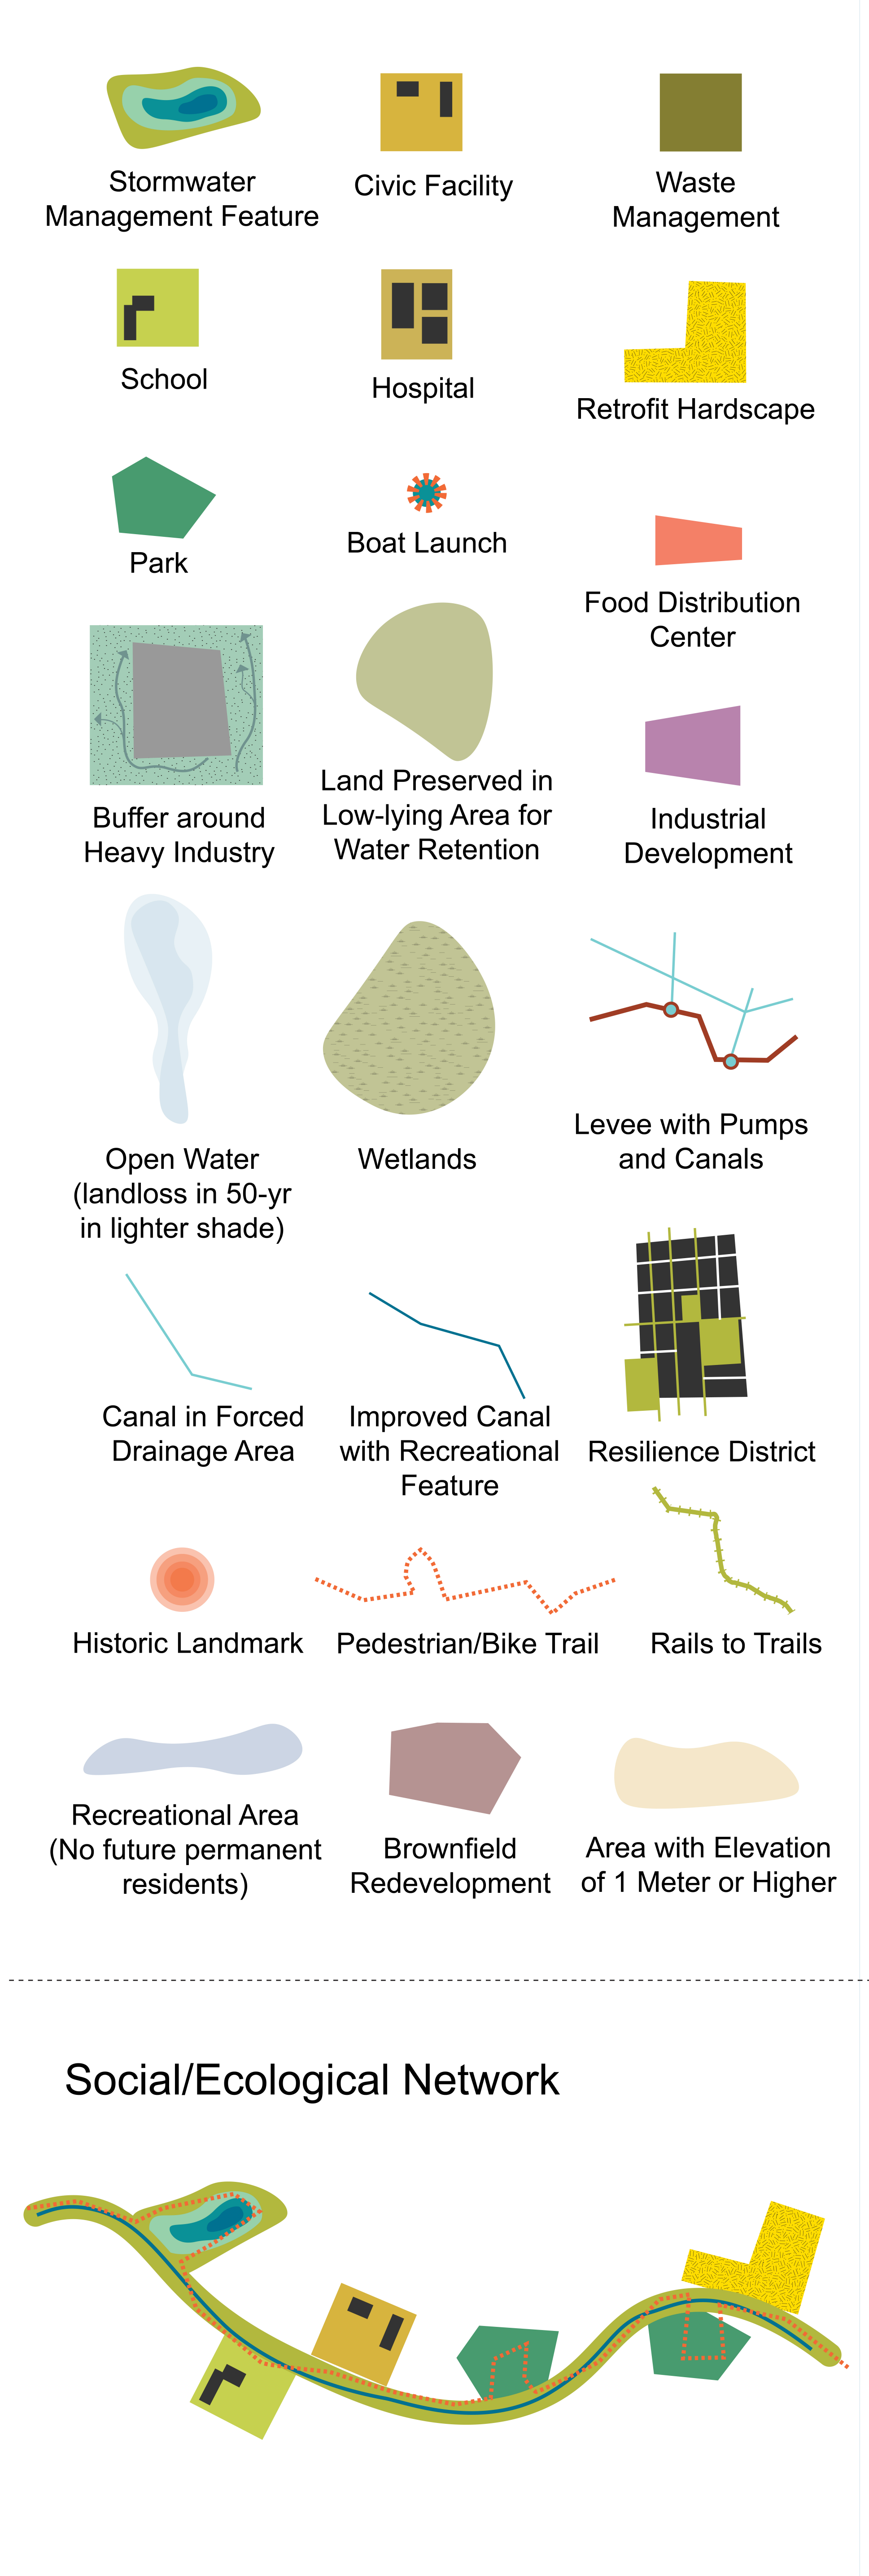 Stormwater
Management Feature
Civic Facility
Waste
Management
School
Hospital
Retrofit Hardscape
Park
Boat Launch
Food Distribution
Center
Buffer around
Heavy Industry
Land Preserved in
Low-lying Area for
Water Retention
Industrial
Development
Open Water
(landloss in 50-yr
in lighter shade)
Wetlands
Levee with Pumps
and Canals
Canal in Forced
Drainage Area
Improved Canal
with Recreational
Feature
Resilience District
Historic Landmark
Pedestrian/Bike Trail
Rails to Trails
Recreational Area
(No future permanent
residents)
Brownfield
Redevelopment
Area with Elevation
of 1 Meter or Higher
Social/Ecological Network